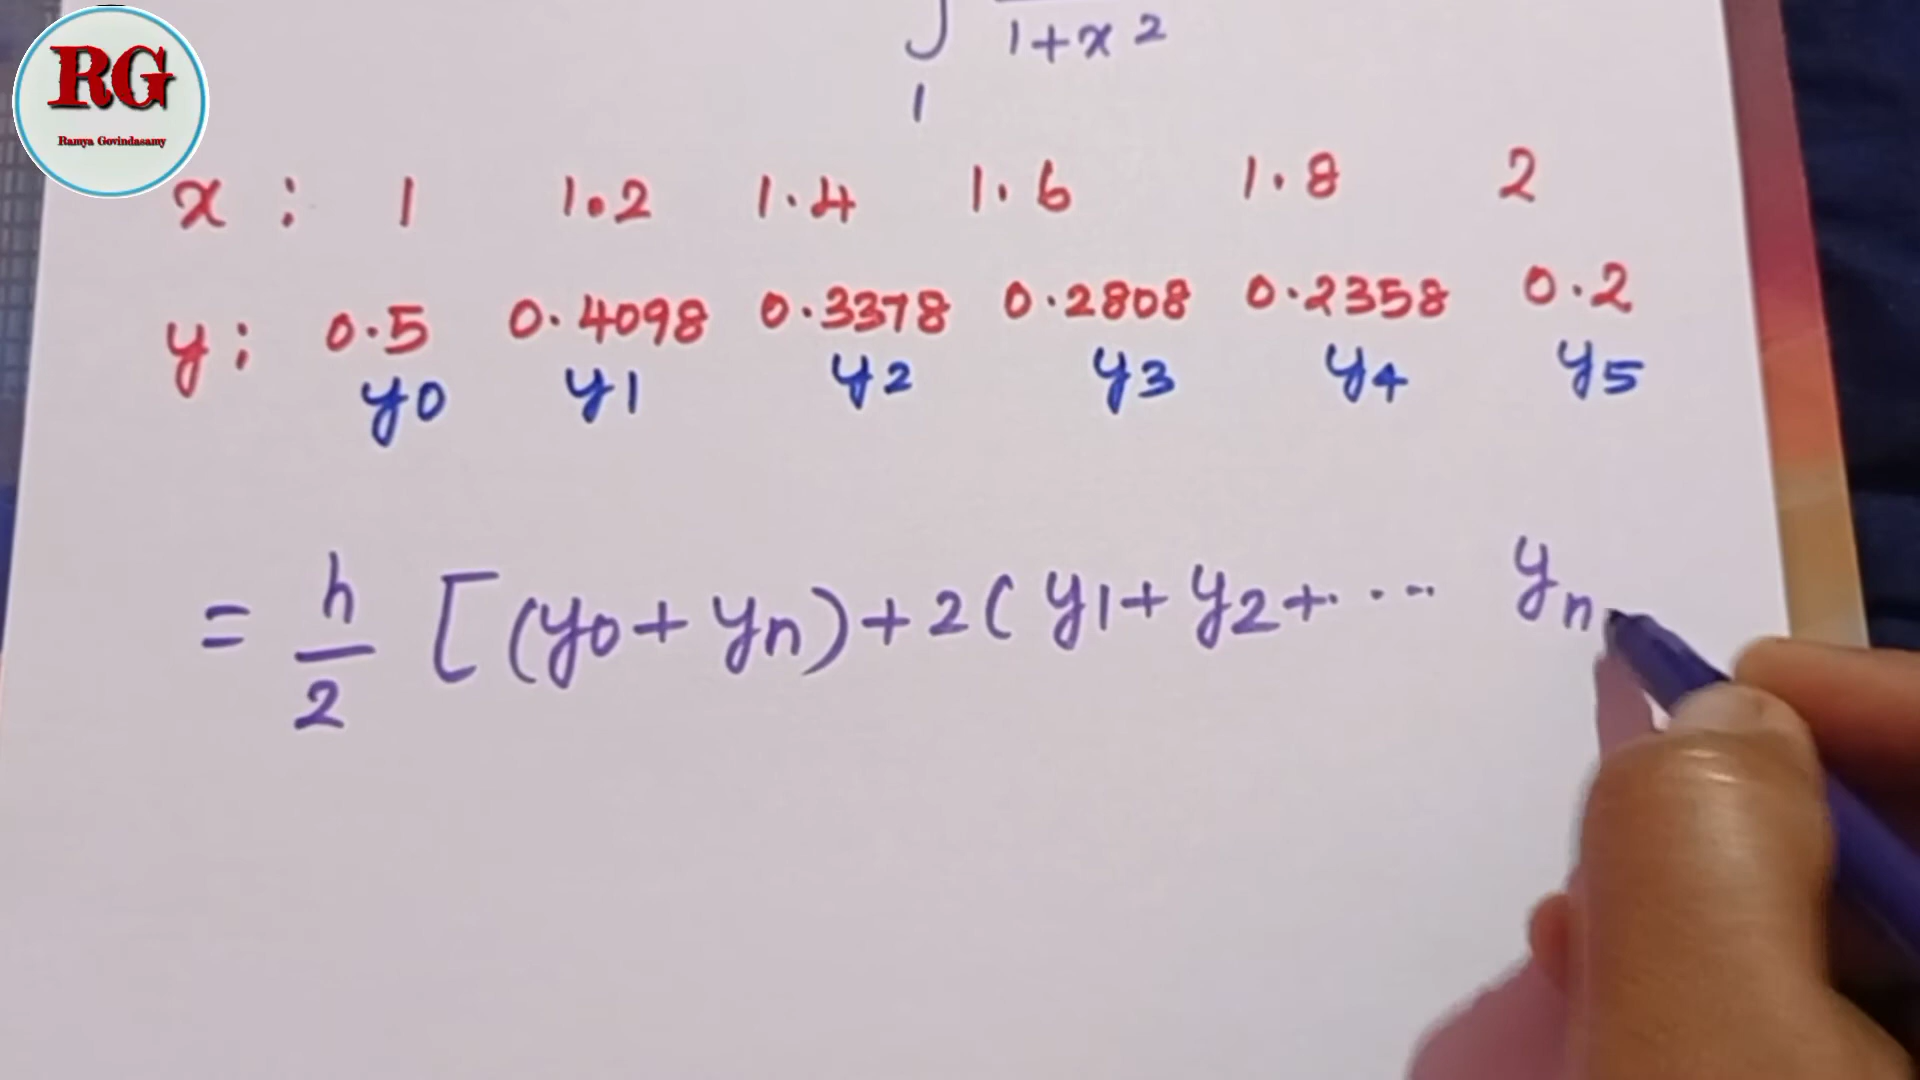 RG
Ramya Govindasamy
∫ 1+x 2
1
x : 1 1.2 1.4 1.6 1.8 2
y: 0.5 0.4098 0.3378 0.2808 0.2358 0.2
y0 y1 y2 y3 y4 y5
= h/2 [(y0+yn)+2(y1+y2+... yn